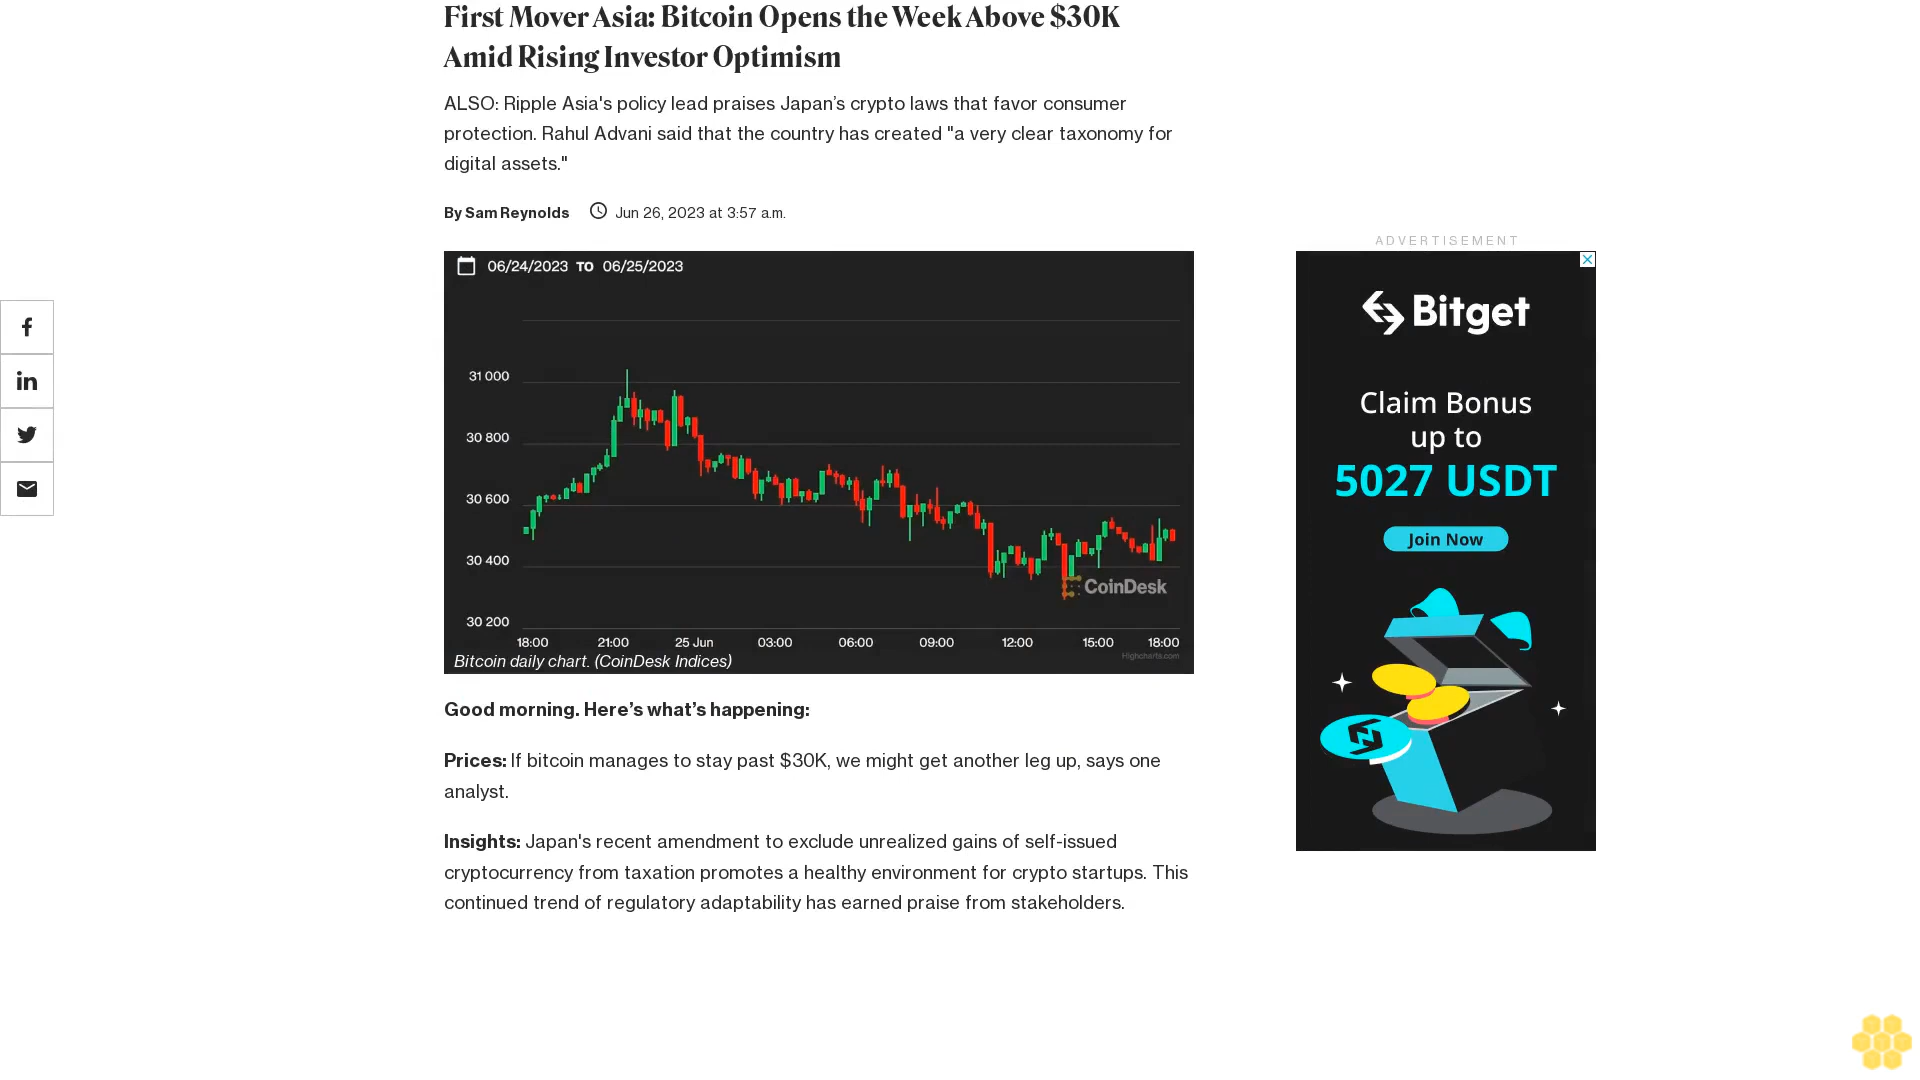 First Mover Asia: Bitcoin Opens the Week Above $30K
Amid Rising Investor Optimism
ALSO: Ripple Asia's policy lead praises Japan’s crypto laws that favor consumer
protection. Rahul Advani said that the country has created "a very clear taxonomy for
digital assets."
By Sam Reynolds Jun 26, 2023 at 3:57 a.m.
06/24/2023 TO 06/25/2023
31 000
30 800
30 600
30 400
30 200
CoinDesk
18:00 21:00 25 Jun 03:00 06:00 09:00 12:00 15:00 18:00
Highcharts.com
Bitcoin daily chart. (CoinDesk Indices)
Good morning. Here’s what’s happening:
Prices: If bitcoin manages to stay past $30K, we might get another leg up, says one
analyst.
Insights: Japan's recent amendment to exclude unrealized gains of self-issued
cryptocurrency from taxation promotes a healthy environment for crypto startups. This
continued trend of regulatory adaptability has earned praise from stakeholders.
ADVERTISEMENT
Bitget
Claim Bonus
up to
5027 USDT
Join Now